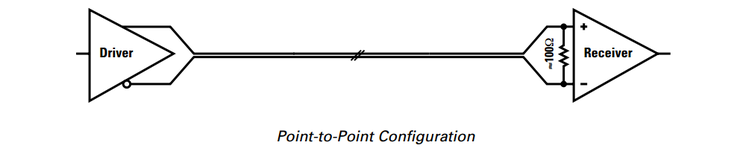 Driver
≈100Ω
+
Receiver
−
Point-to-Point Configuration